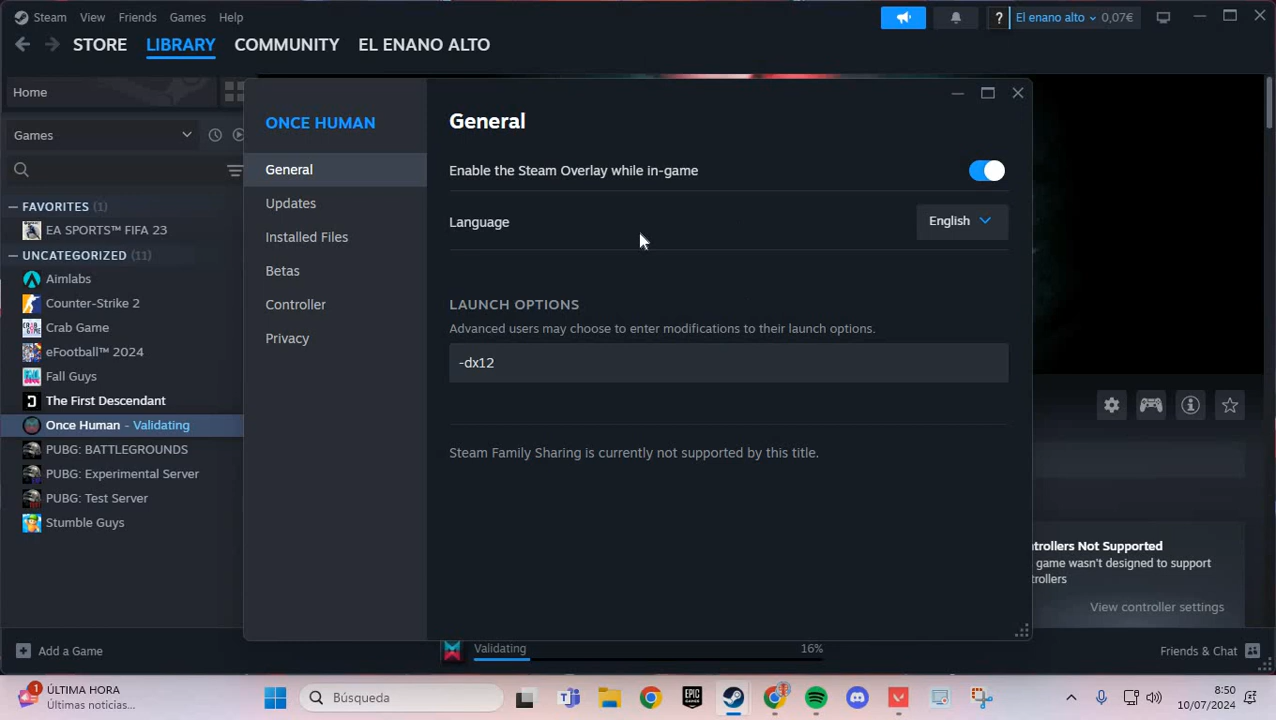 Steam View Friends Games Help
? El enano alto 0,07€
STORE LIBRARY COMMUNITY EL ENANO ALTO
Home
Games
FAVORITES (1)
EA SPORTS™ FIFA 23
UNCATEGORIZED (11)
Aimlabs
Counter-Strike 2
Crab Game
eFootball™ 2024
Fall Guys
The First Descendant
Once Human - Validating
PUBG: BATTLEGROUNDS
PUBG: Experimental Server
PUBG: Test Server
Stumble Guys
ONCE HUMAN
General
Updates
Installed Files
Betas
Controller
Privacy
General
Enable the Steam Overlay while in-game
Language English
LAUNCH OPTIONS
Advanced users may choose to enter modifications to their launch options.
-dx12
Steam Family Sharing is currently not supported by this title.
trollers Not Supported
game wasn't designed to support
trollers
View controller settings
Add a Game
Validating 16%
Friends & Chat
1
ÚLTIMA HORA
Últimas noticias...
Búsqueda
EPIC GAMES
8:50
10/07/2024